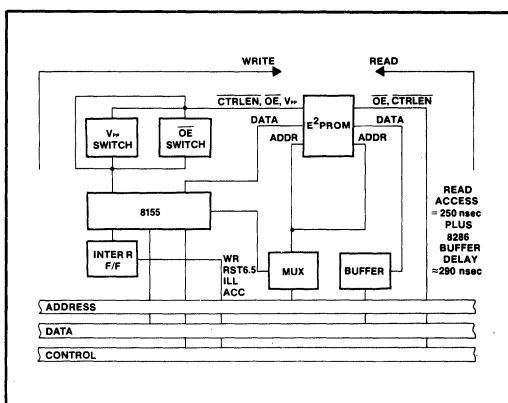 WRITE
READ
CTRLEN, OE, VPP
OE, CTRLEN
DATA
ADDR
E²PROM
DATA
ADDR
VPP
SWITCH
OE
SWITCH
8155
INTER R
F/F
WR
RST6.5
ILL
ACC
MUX
BUFFER
READ
ACCESS
= 250 nsec
PLUS
8286
BUFFER
DELAY
≈290 nsec
ADDRESS
DATA
CONTROL